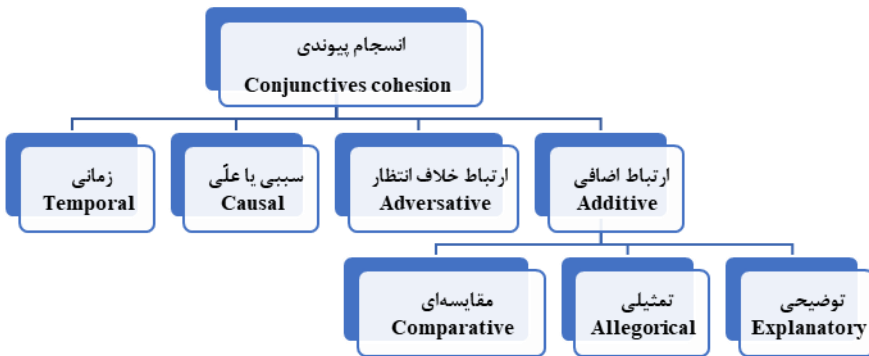 انسجام پیوندی
Conjunctives cohesion
ارتباط اضافی
Additive
ارتباط خلاف انتظار
Adversative
سببی یا علّی
Causal
زمانی
Temporal
توضیحی
Explanatory
تمثیلی
Allegorical
مقایسه‌ای
Comparative